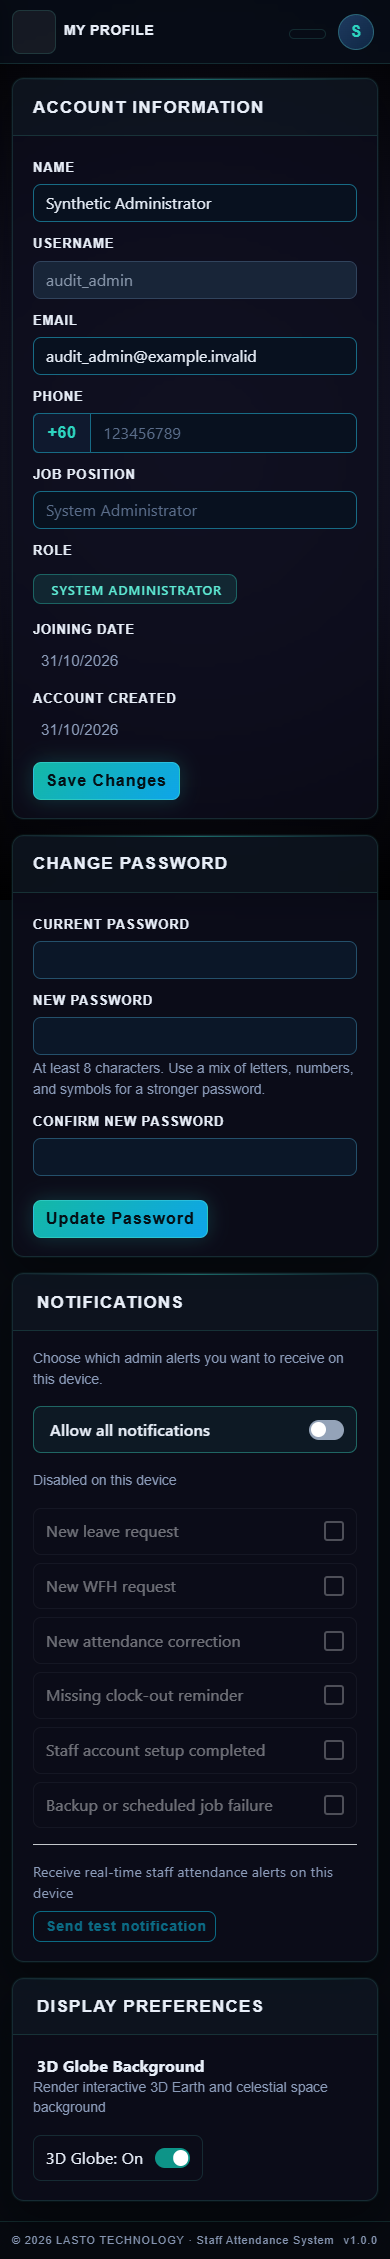 MY PROFILE
S
ACCOUNT INFORMATION
NAME
Synthetic Administrator
USERNAME
audit_admin
EMAIL
audit_admin@example.invalid
PHONE
+60 123456789
JOB POSITION
System Administrator
ROLE
SYSTEM ADMINISTRATOR
JOINING DATE
31/10/2026
ACCOUNT CREATED
31/10/2026
Save Changes
CHANGE PASSWORD
CURRENT PASSWORD
NEW PASSWORD
At least 8 characters. Use a mix of letters, numbers,
and symbols for a stronger password.
CONFIRM NEW PASSWORD
Update Password
NOTIFICATIONS
Choose which admin alerts you want to receive on
this device.
Allow all notifications
Disabled on this device
New leave request
New WFH request
New attendance correction
Missing clock-out reminder
Staff account setup completed
Backup or scheduled job failure
Receive real-time staff attendance alerts on this
device
Send test notification
DISPLAY PREFERENCES
3D Globe Background
Render interactive 3D Earth and celestial space
background
3D Globe: On
© 2026 LASTO TECHNOLOGY · Staff Attendance System v1.0.0